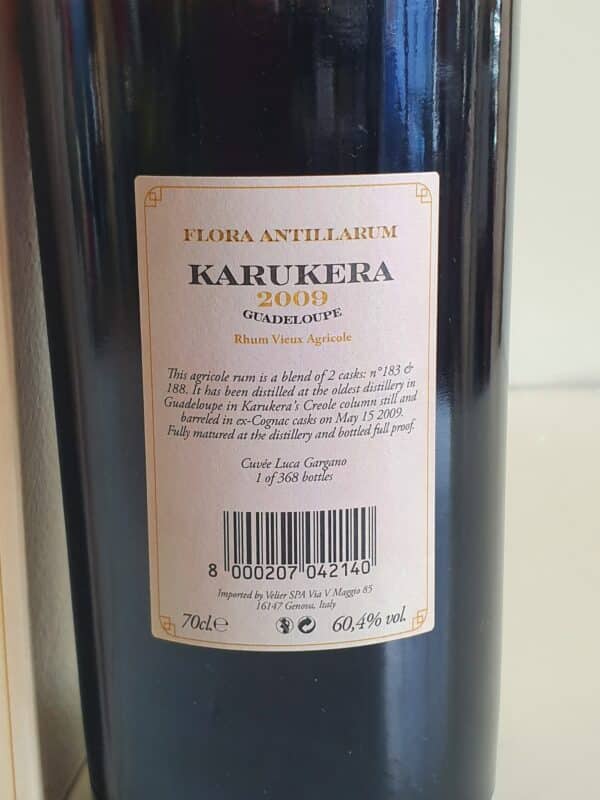 FLORA ANTILLARUM
KARUKERA
2009
GUADELOUPE
Rhum Vieux Agricole
This agricole rum is a blend of 2 casks: n°183 &
188. It has been distilled at the oldest distillery in
Guadeloupe in Karukera's Creole column still and
barreled in ex-Cognac casks on May 15 2009.
Fully matured at the distillery and bottled full proof.
Cuvée Luca Gargano
1 of 368 bottles
8 000207 042140
Imported by Velier SPA Via V Maggio 85
16147 Genova, Italy
70cl.℮ 60,4% vol.